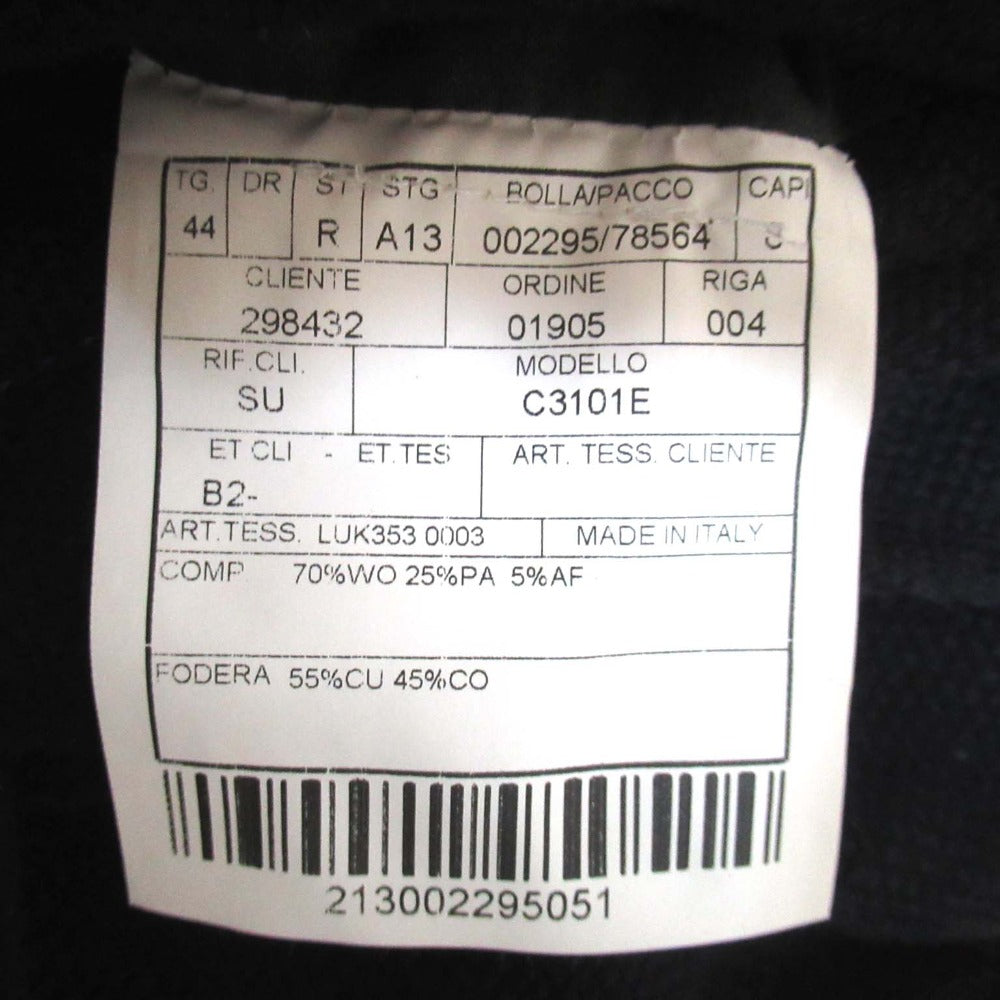 TG. DR ST STG BOLLA/PACCO CAPI
44 R A13 002295/78564
CLIENTE ORDINE RIGA
298432 01905 004
RIF.CLI. MODELLO
SU C3101E
ET CLI - ET.TES ART. TESS. CLIENTE
B2-
ART.TESS. LUK353 0003 MADE IN ITALY
COMP 70%WO 25%PA 5%AF
FODERA 55%CU 45%CO
213002295051